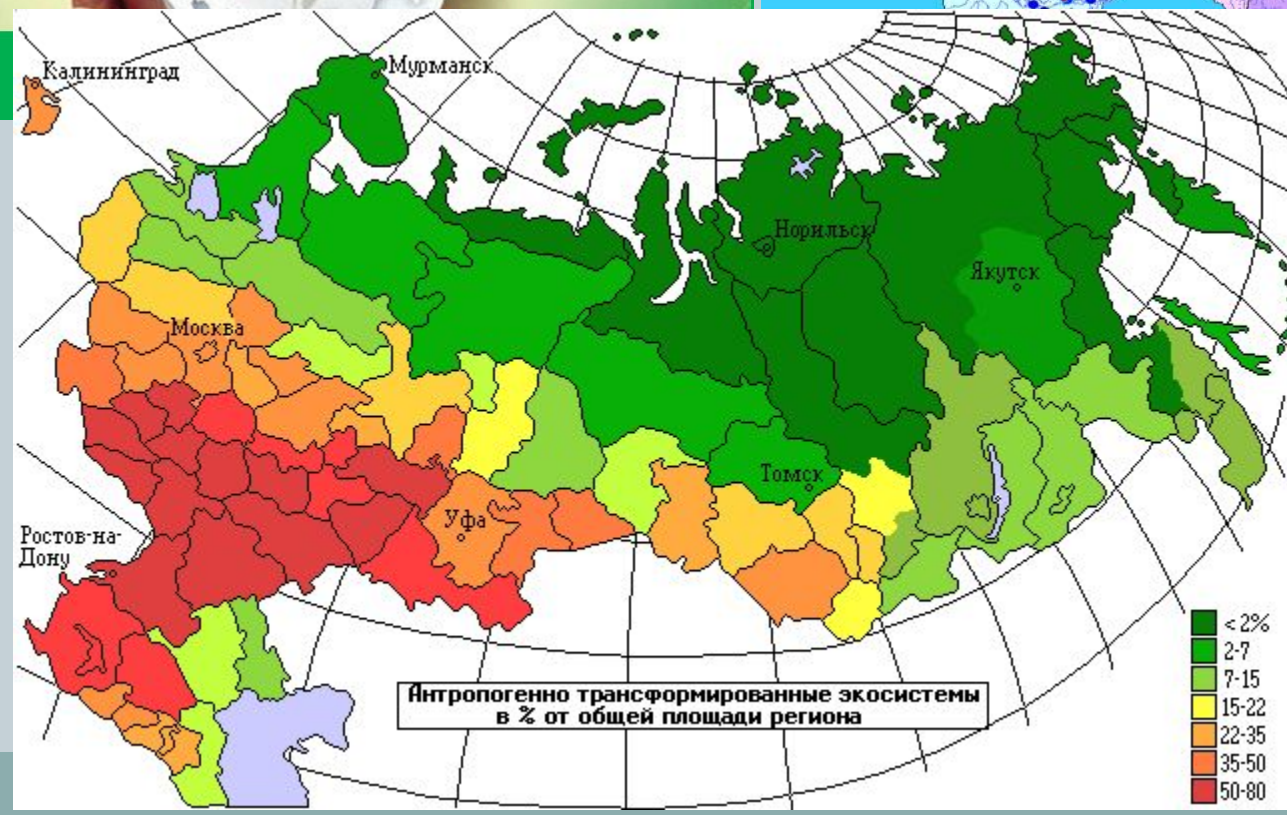 Калининград
Мурманск
Норильск
Якутск
Москва
Томск
Уфа
Ростов-на-
Дону
Антропогенно трансформированные экосистемы
в % от общей площади региона
< 2%
2-7
7-15
15-22
22-35
35-50
50-80